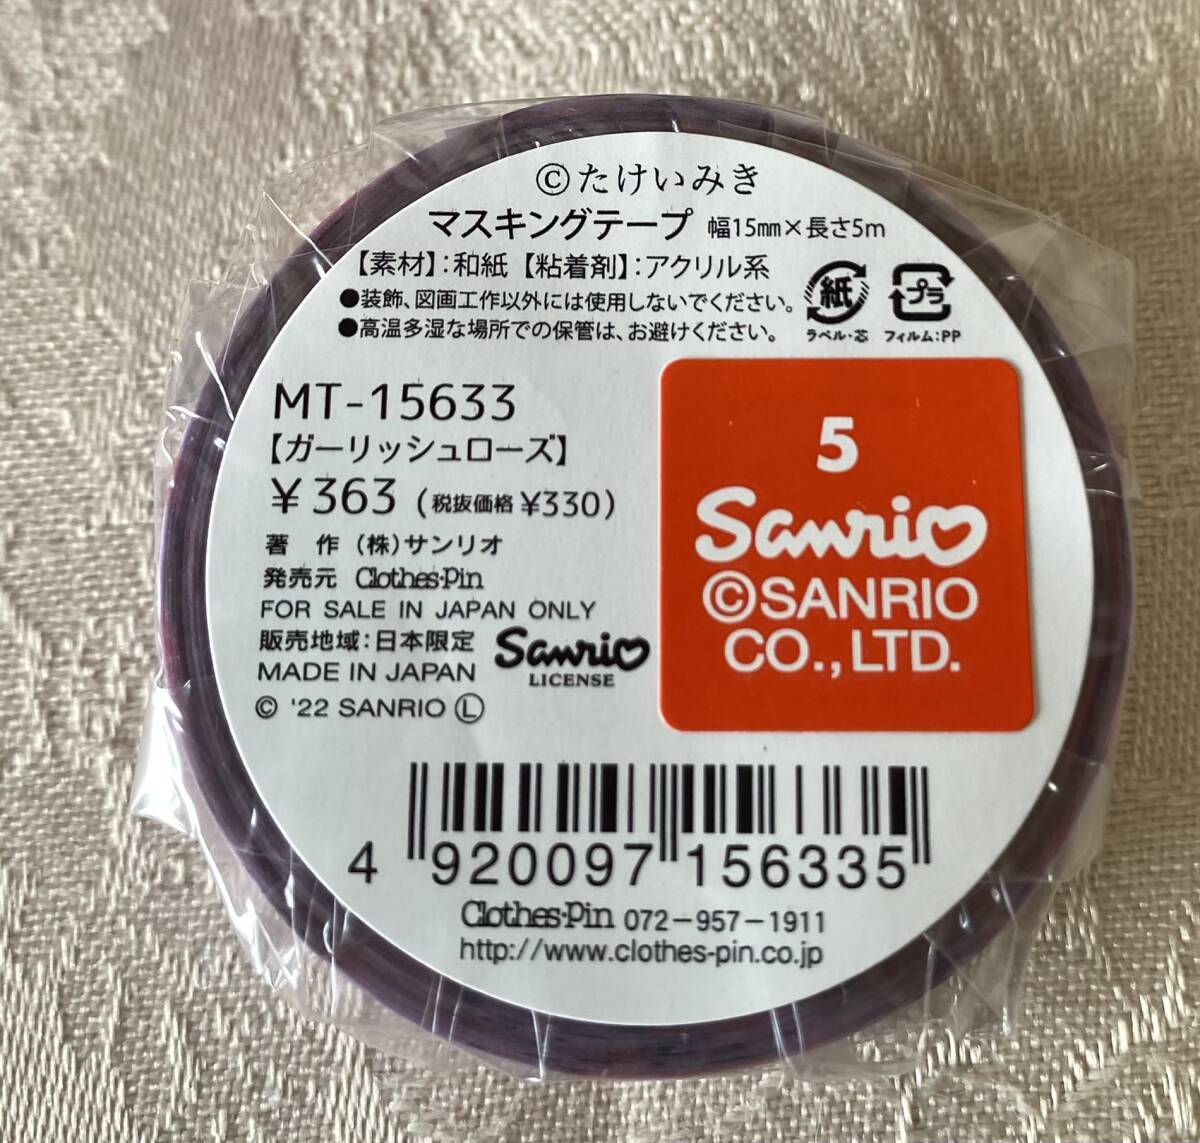 ©たけいみき
マスキングテープ 幅15mm×長さ5m
【素材】:和紙【粘着剤】:アクリル系
●装飾、図画工作以外には使用しないでください。
●高温多湿な場所での保管は、お避けください。
紙 プラ
ラベル・芯 フィルム:PP
MT-15633
【ガーリッシュローズ】
¥363 (税抜価格 ¥330)
著 作 (株)サンリオ
発売元 Clothes・Pin
FOR SALE IN JAPAN ONLY
販売地域:日本限定
MADE IN JAPAN
© '22 SANRIO Ⓛ
Sanrio
LICENSE
5
Sanrio
©SANRIO
CO.,LTD.
4 920097 156335
Clothes・Pin 072-957-1911
http://www.clothes-pin.co.jp